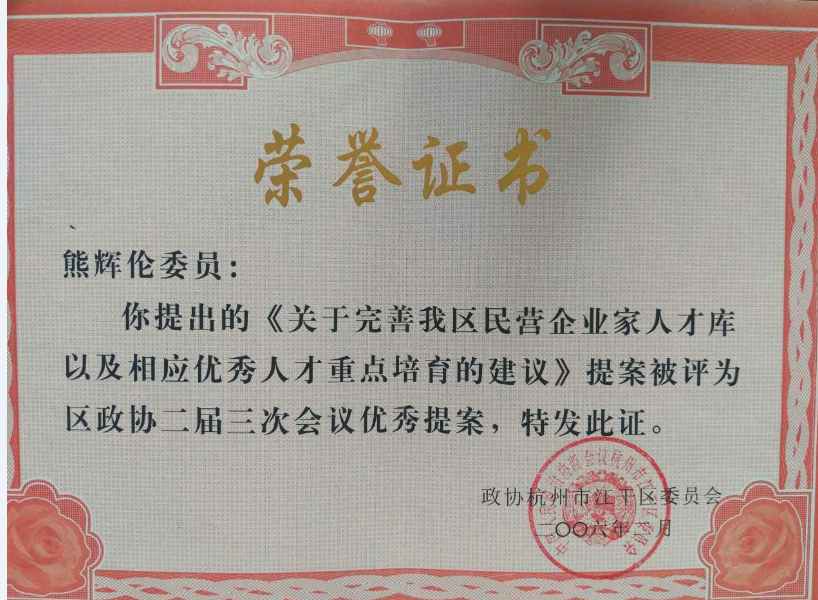 荣誉证书
熊辉伦委员:
你提出的《关于完善我区民营企业家人才库
以及相应优秀人才重点培育的建议》提案被评为
区政协二届三次会议优秀提案，特发此证。
政协杭州市江干区委员会
二〇〇六年 月